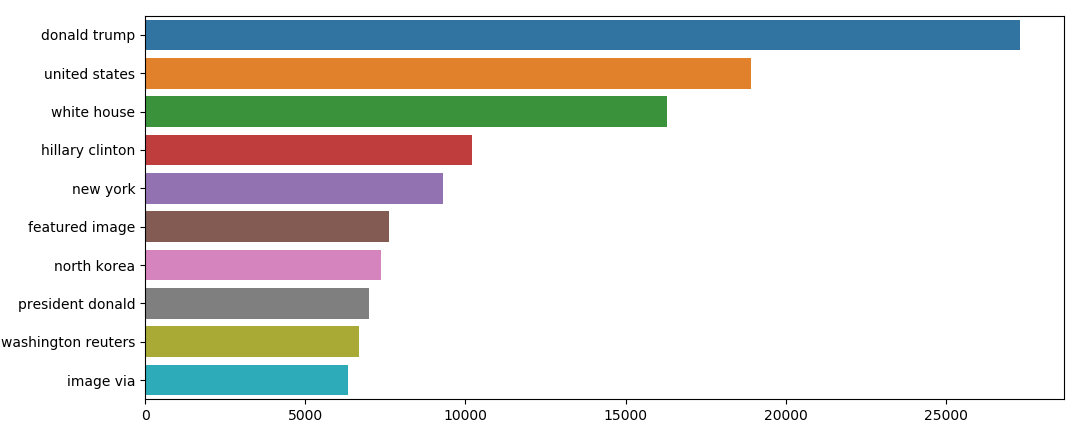 donald trump
united states
white house
hillary clinton
new york
featured image
north korea
president donald
washington reuters
image via
0 5000 10000 15000 20000 25000